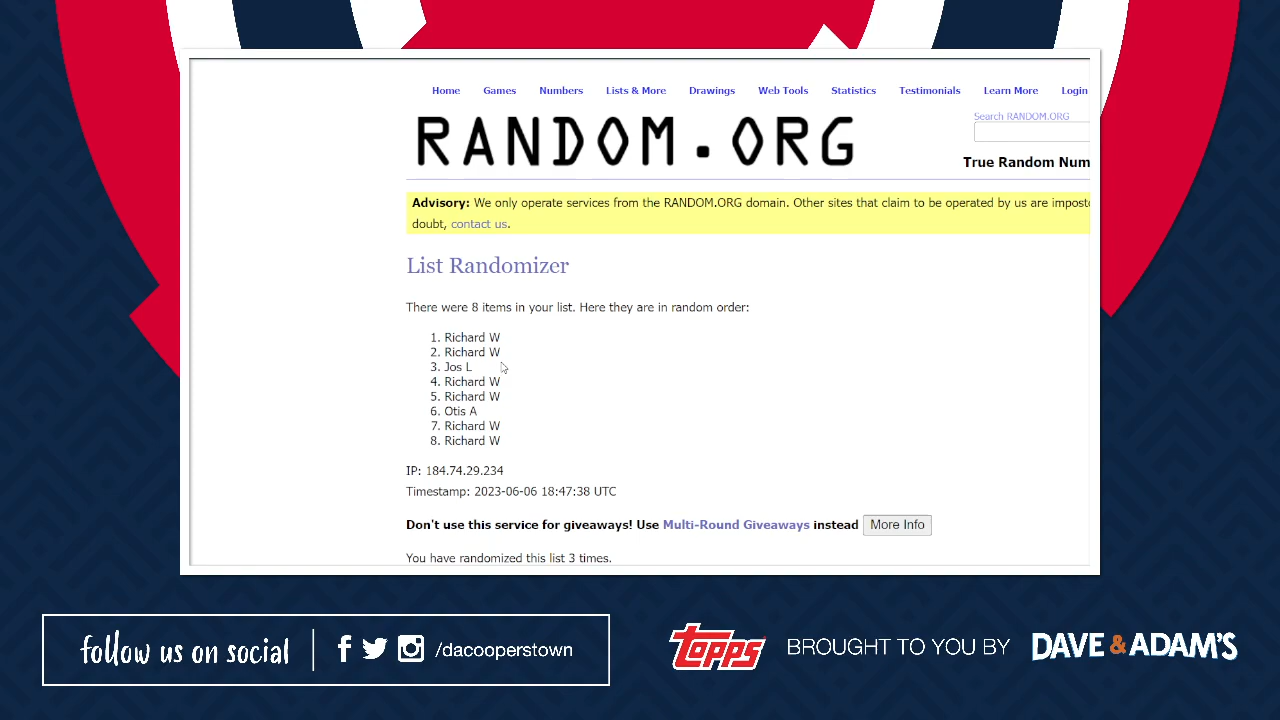 Home Games Numbers Lists & More Drawings Web Tools Statistics Testimonials Learn More Login
Search RANDOM.ORG
RANDOM.ORG
True Random Num
Advisory: We only operate services from the RANDOM.ORG domain. Other sites that claim to be operated by us are imposto
doubt, contact us.
List Randomizer
There were 8 items in your list. Here they are in random order:
1. Richard W
2. Richard W
3. Jos L
4. Richard W
5. Richard W
6. Otis A
7. Richard W
8. Richard W
IP: 184.74.29.234
Timestamp: 2023-06-06 18:47:38 UTC
Don't use this service for giveaways! Use Multi-Round Giveaways instead More Info
You have randomized this list 3 times.
follow us on social /dacooperstown
topps BROUGHT TO YOU BY DAVE & ADAM'S